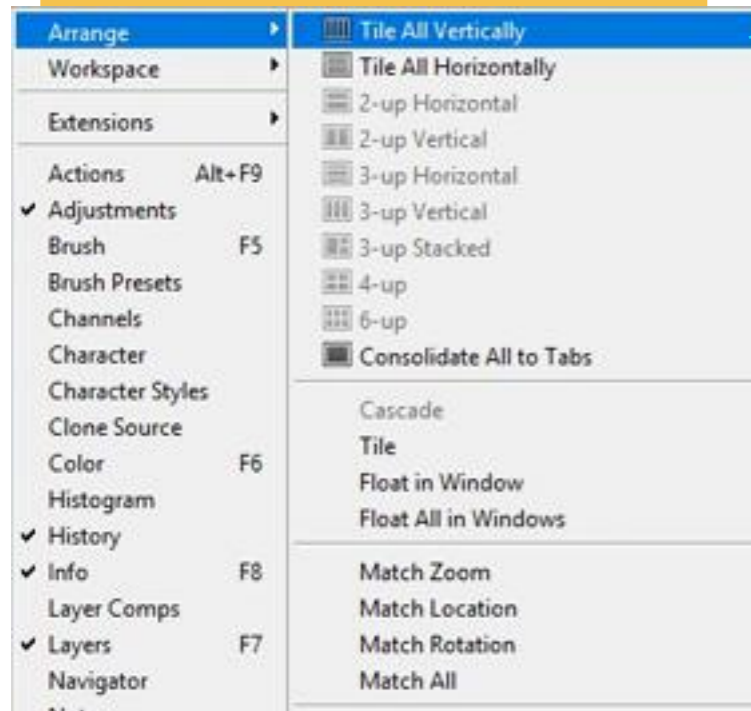 Arrange
Workspace
Extensions
Actions Alt+F9
Adjustments
Brush F5
Brush Presets
Channels
Character
Character Styles
Clone Source
Color F6
Histogram
History
Info F8
Layer Comps
Layers F7
Navigator
Tile All Vertically
Tile All Horizontally
2-up Horizontal
2-up Vertical
3-up Horizontal
3-up Vertical
3-up Stacked
4-up
6-up
Consolidate All to Tabs
Cascade
Tile
Float in Window
Float All in Windows
Match Zoom
Match Location
Match Rotation
Match All